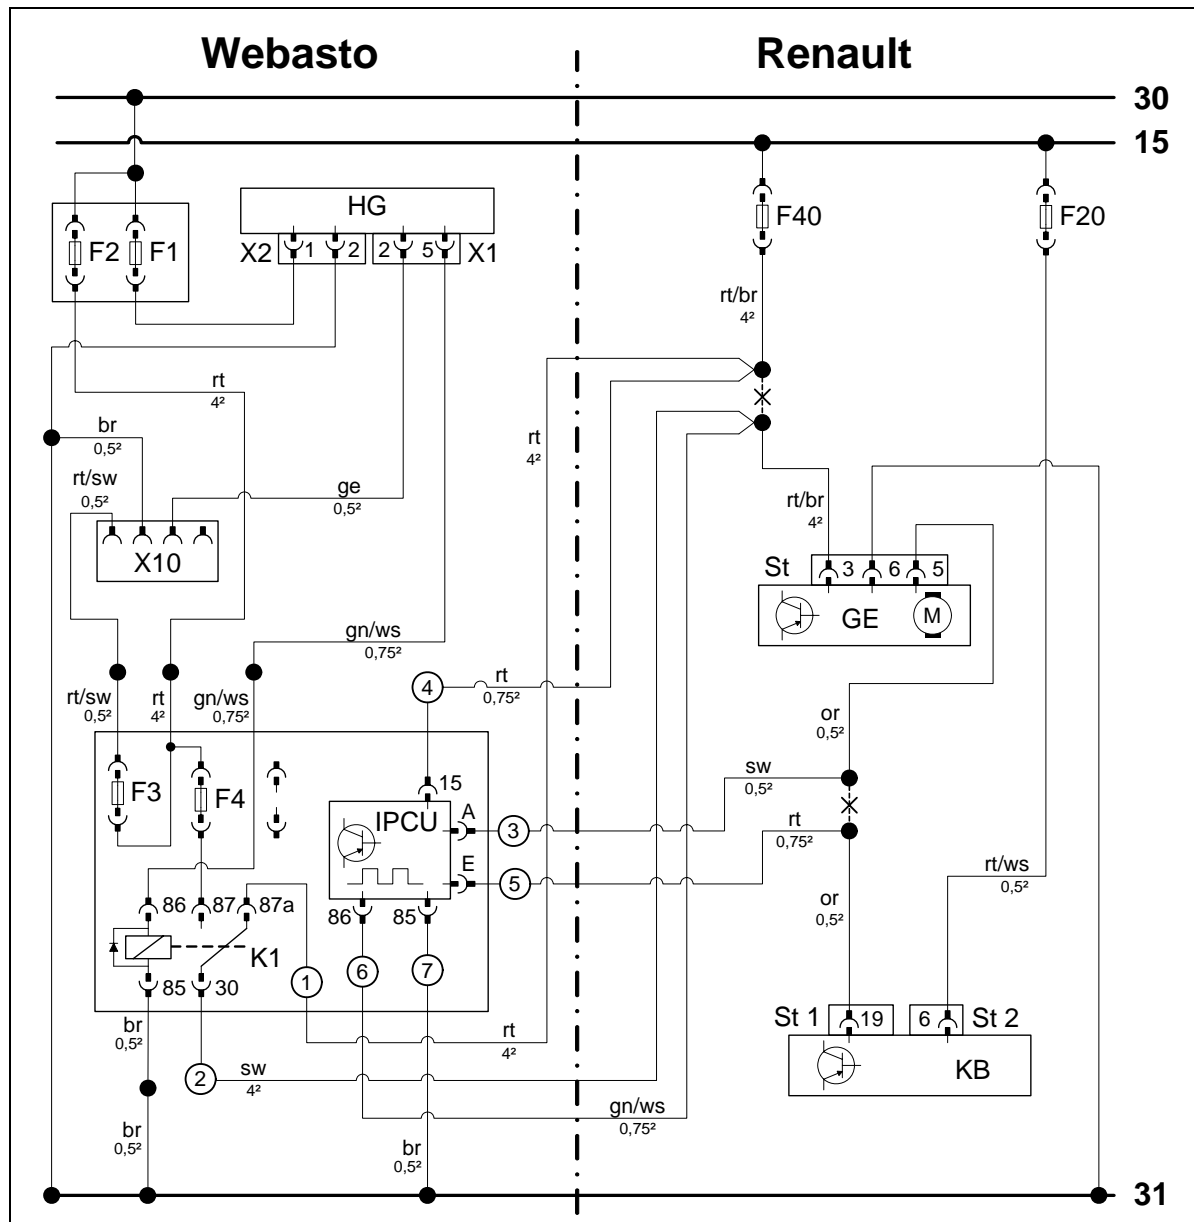 Webasto Renault
30
15
HG
F40 F20
F2 F1 X2 1 2 2 5 X1
rt/br
4²
rt
4²
br
0,5²
rt
4²
rt/sw
0,5²
ge
0,5²
rt/br
4²
X10
St 3 6 5
GE M
gn/ws
0,75²
rt/sw
0,5²
rt
4²
gn/ws
0,75²
4 rt
0,75²
or
0,5²
F3 F4 15
sw
0,5²
IPCU A 3
rt
0,75²
E 5
rt/ws
0,5²
86 87 87a 86 85
or
0,5²
K1
85 30 1 6 7
St 1 19 6 St 2
br
0,5²
rt
4²
2 sw
4²
KB
gn/ws
0,75²
br
0,5²
br
0,5²
31